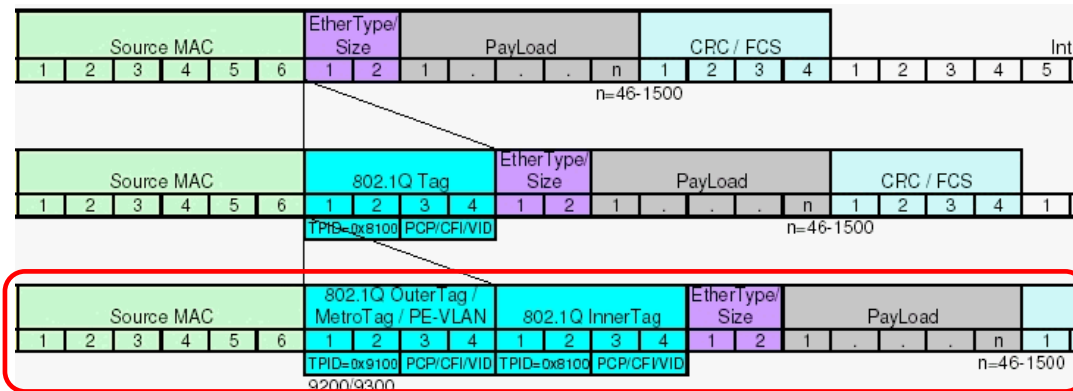 EtherType/
Source MAC Size PayLoad CRC / FCS Int
1 2 3 4 5 6 1 2 1 . . . n 1 2 3 4 1 2 3 4 5
n=46-1500
EtherType/
Source MAC 802.1Q Tag Size PayLoad CRC / FCS
1 2 3 4 5 6 1 2 3 4 1 2 1 . . . n 1 2 3 4 1
TPID=0x8100 PCP/CFI/VID n=46-1500
802.1Q OuterTag / EtherType/
Source MAC MetroTag / PE-VLAN 802.1Q InnerTag Size PayLoad
1 2 3 4 5 6 1 2 3 4 1 2 3 4 1 2 1 . . . n 1
TPID=0x9100 PCP/CFI/VID TPID=0x8100 PCP/CFI/VID n=46-1500
9200/9300